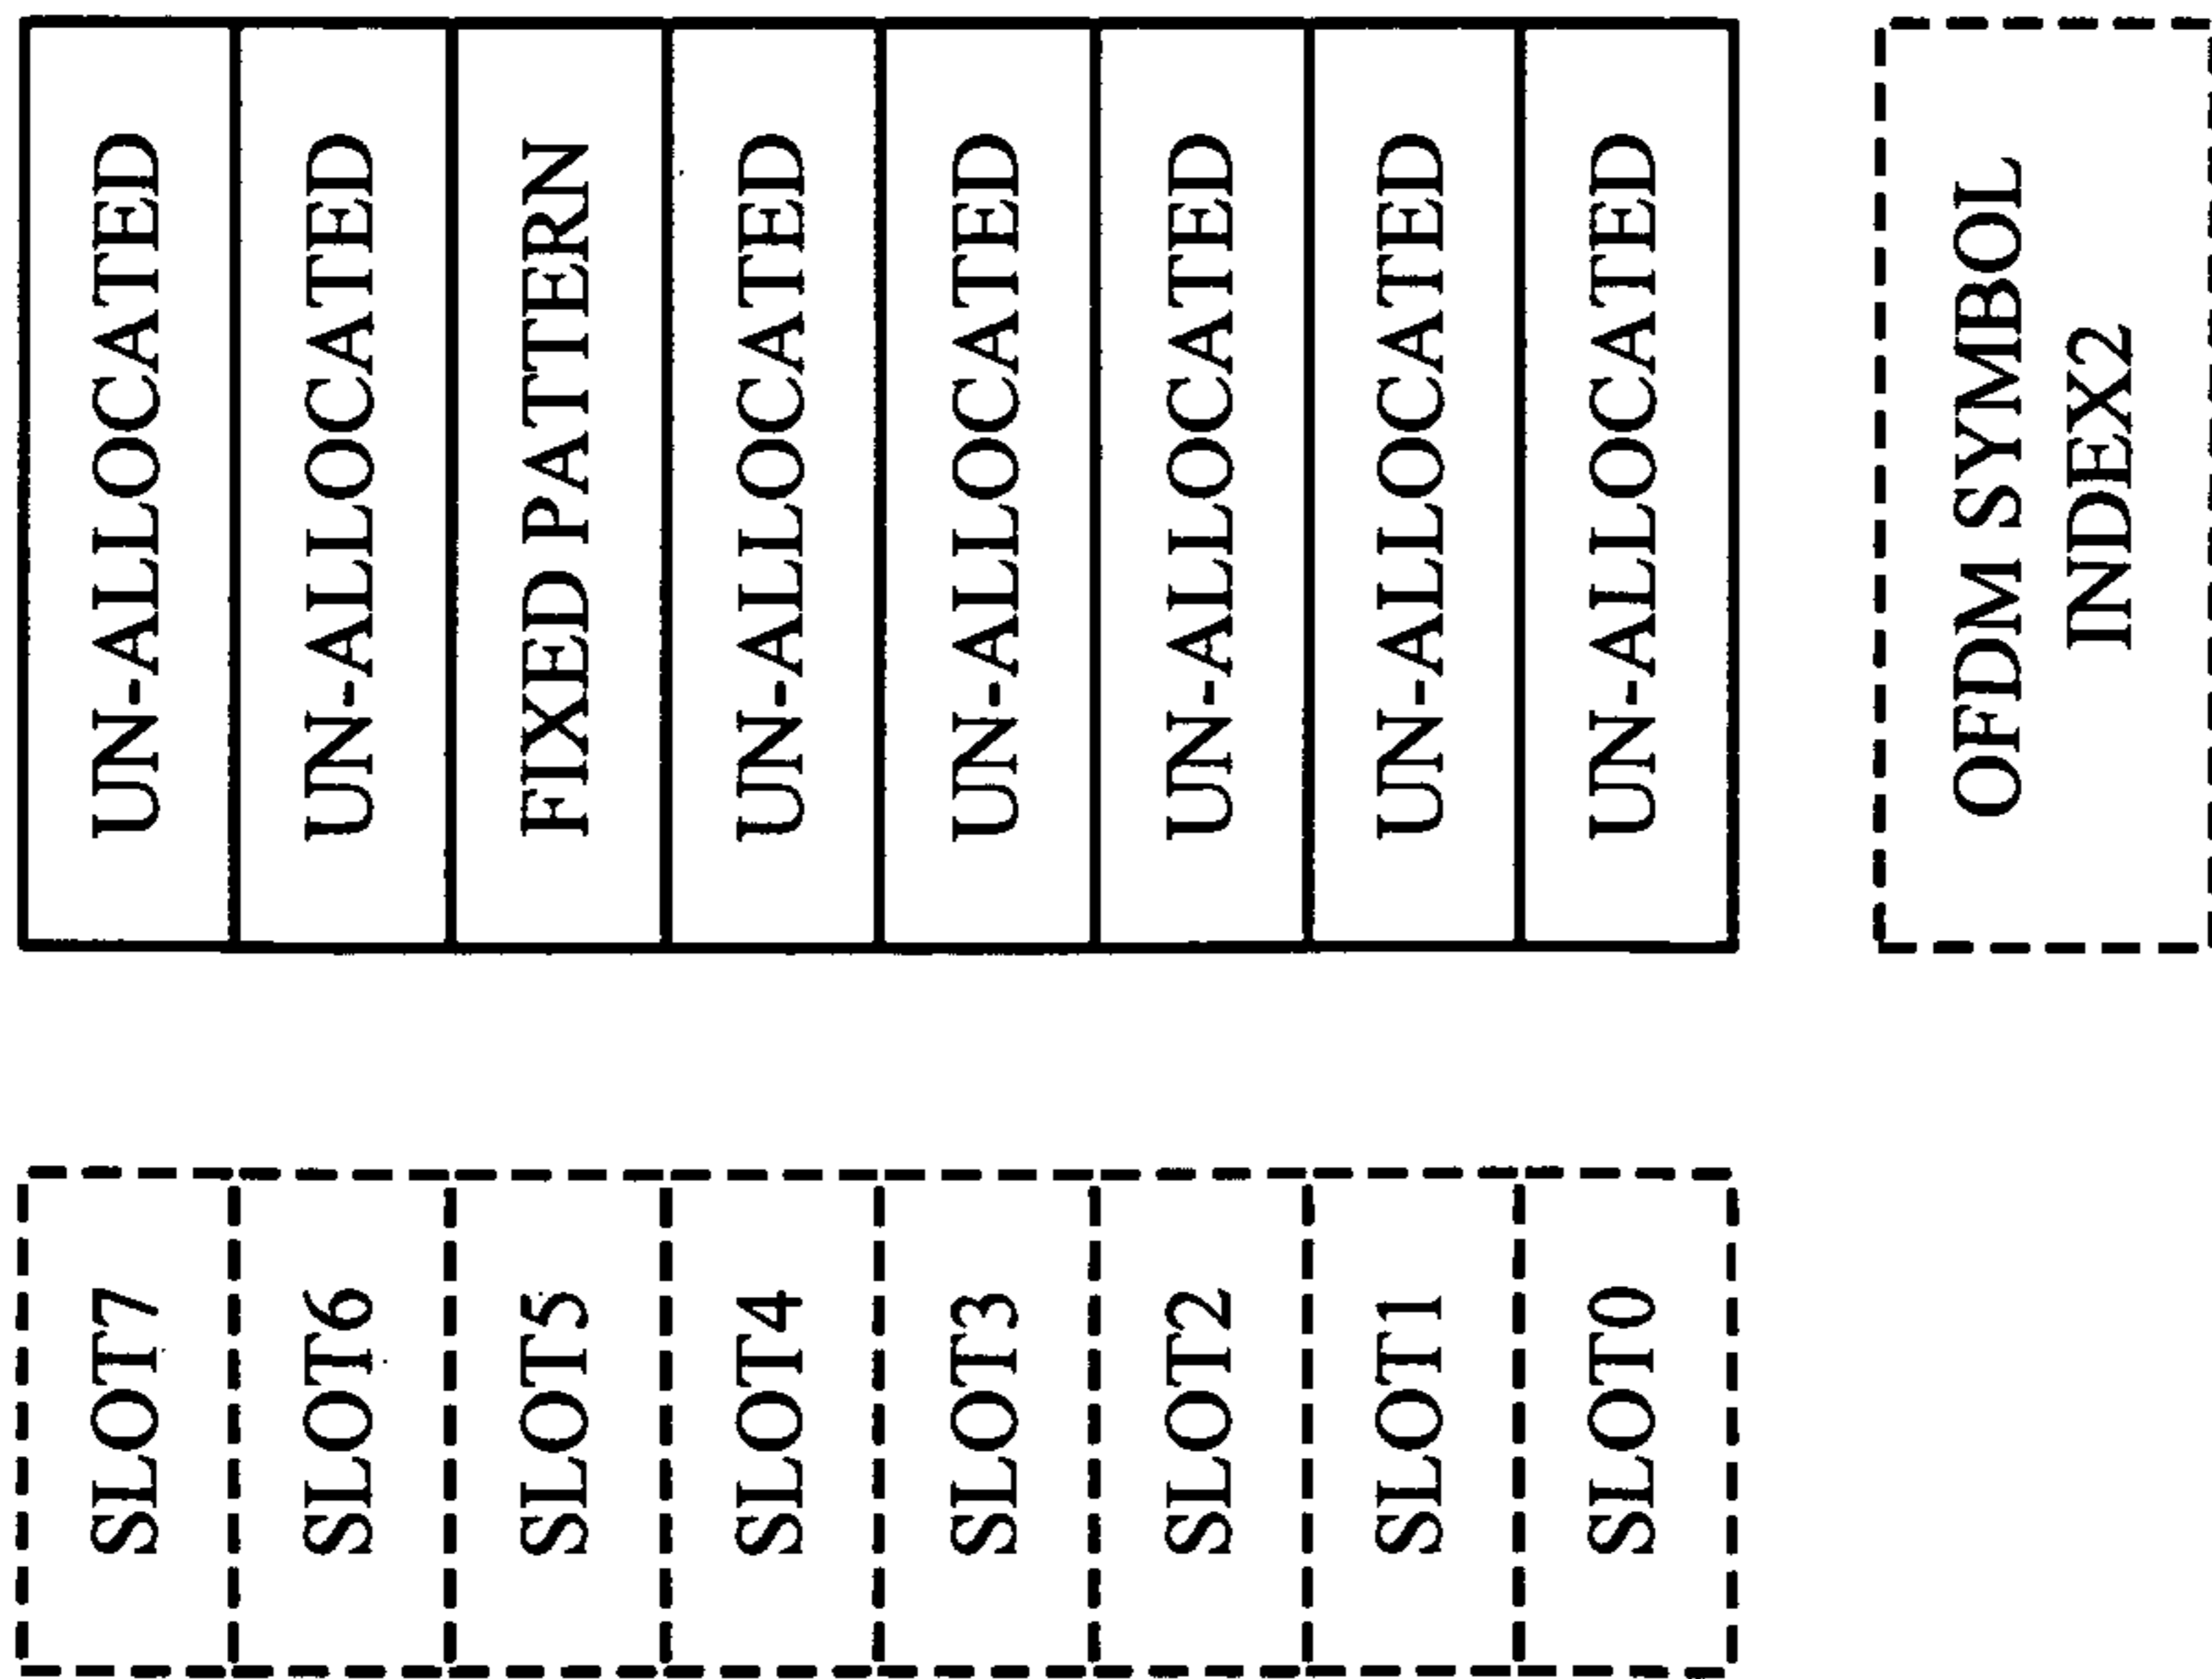 SLOT7 UN-ALLOCATED
SLOT6 UN-ALLOCATED
SLOT5 FIXED PATTERN
SLOT4 UN-ALLOCATED
SLOT3 UN-ALLOCATED
SLOT2 UN-ALLOCATED
SLOT1 UN-ALLOCATED
SLOT0 UN-ALLOCATED
OFDM SYMBOL
INDEX2